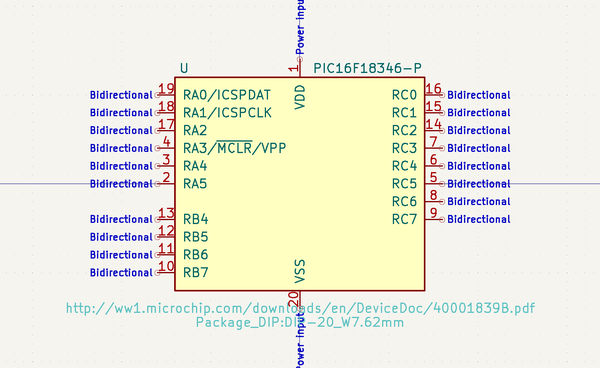 Power input
U PIC16F18346-P
1
VDD
Bidirectional 19 RA0/ICSPDAT RC0 16 Bidirectional
Bidirectional 18 RA1/ICSPCLK RC1 15 Bidirectional
Bidirectional 17 RA2 RC2 14 Bidirectional
Bidirectional 4 RA3/MCLR/VPP RC3 7 Bidirectional
Bidirectional 3 RA4 RC4 6 Bidirectional
Bidirectional 2 RA5 RC5 5 Bidirectional
RC6 8 Bidirectional
Bidirectional 13 RB4 RC7 9 Bidirectional
Bidirectional 12 RB5
Bidirectional 11 RB6
Bidirectional 10 RB7
VSS
20
http://ww1.microchip.com/downloads/en/DeviceDoc/40001839B.pdf
Package_DIP:DIP-20_W7.62mm
Power input